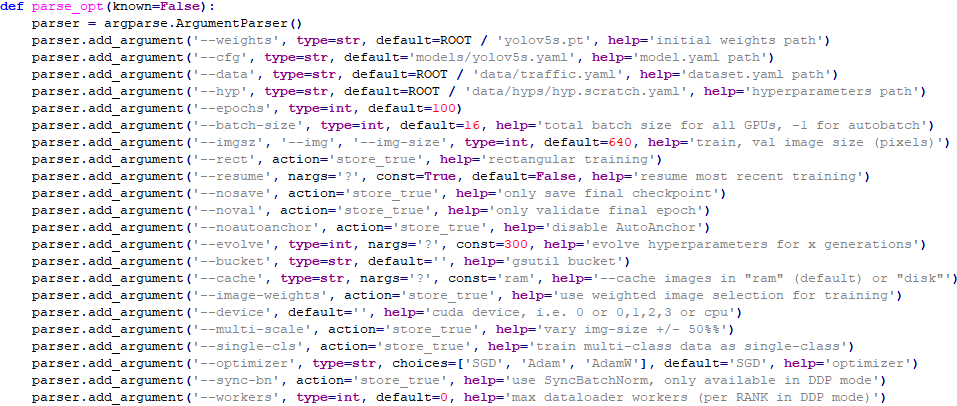 def parse_opt(known=False):
    parser = argparse.ArgumentParser()
    parser.add_argument('--weights', type=str, default=ROOT / 'yolov5s.pt', help='initial weights path')
    parser.add_argument('--cfg', type=str, default='models/yolov5s.yaml', help='model.yaml path')
    parser.add_argument('--data', type=str, default=ROOT / 'data/traffic.yaml', help='dataset.yaml path')
    parser.add_argument('--hyp', type=str, default=ROOT / 'data/hyps/hyp.scratch.yaml', help='hyperparameters path')
    parser.add_argument('--epochs', type=int, default=100)
    parser.add_argument('--batch-size', type=int, default=16, help='total batch size for all GPUs, -1 for autobatch')
    parser.add_argument('--imgsz', '--img', '--img-size', type=int, default=640, help='train, val image size (pixels)')
    parser.add_argument('--rect', action='store_true', help='rectangular training')
    parser.add_argument('--resume', nargs='?', const=True, default=False, help='resume most recent training')
    parser.add_argument('--nosave', action='store_true', help='only save final checkpoint')
    parser.add_argument('--noval', action='store_true', help='only validate final epoch')
    parser.add_argument('--noautoanchor', action='store_true', help='disable AutoAnchor')
    parser.add_argument('--evolve', type=int, nargs='?', const=300, help='evolve hyperparameters for x generations')
    parser.add_argument('--bucket', type=str, default='', help='gsutil bucket')
    parser.add_argument('--cache', type=str, nargs='?', const='ram', help='--cache images in "ram" (default) or "disk"')
    parser.add_argument('--image-weights', action='store_true', help='use weighted image selection for training')
    parser.add_argument('--device', default='', help='cuda device, i.e. 0 or 0,1,2,3 or cpu')
    parser.add_argument('--multi-scale', action='store_true', help='vary img-size +/- 50%%')
    parser.add_argument('--single-cls', action='store_true', help='train multi-class data as single-class')
    parser.add_argument('--optimizer', type=str, choices=['SGD', 'Adam', 'AdamW'], default='SGD', help='optimizer')
    parser.add_argument('--sync-bn', action='store_true', help='use SyncBatchNorm, only available in DDP mode')
    parser.add_argument('--workers', type=int, default=0, help='max dataloader workers (per RANK in DDP mode)')